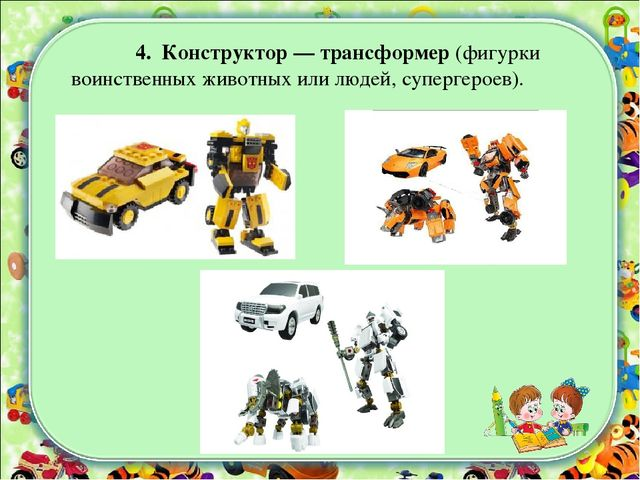 4. Конструктор — трансформер (фигурки
воинственных животных или людей, супергероев).